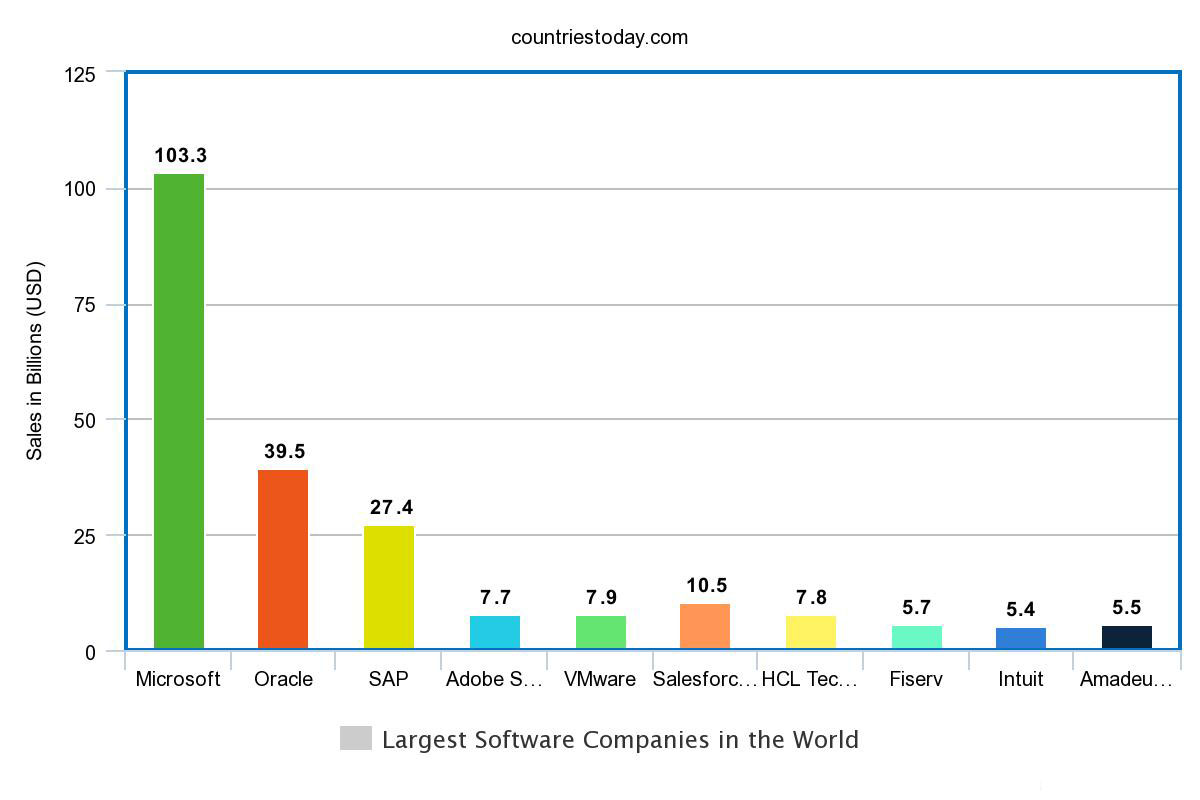 countriestoday.com
125
100
75
50
25
0
Sales in Billions (USD)
103.3
39.5
27.4
7.7
7.9
10.5
7.8
5.7
5.4
5.5
Microsoft
Oracle
SAP
Adobe S...
VMware
Salesforc...
HCL Tec...
Fiserv
Intuit
Amadeu...
Largest Software Companies in the World